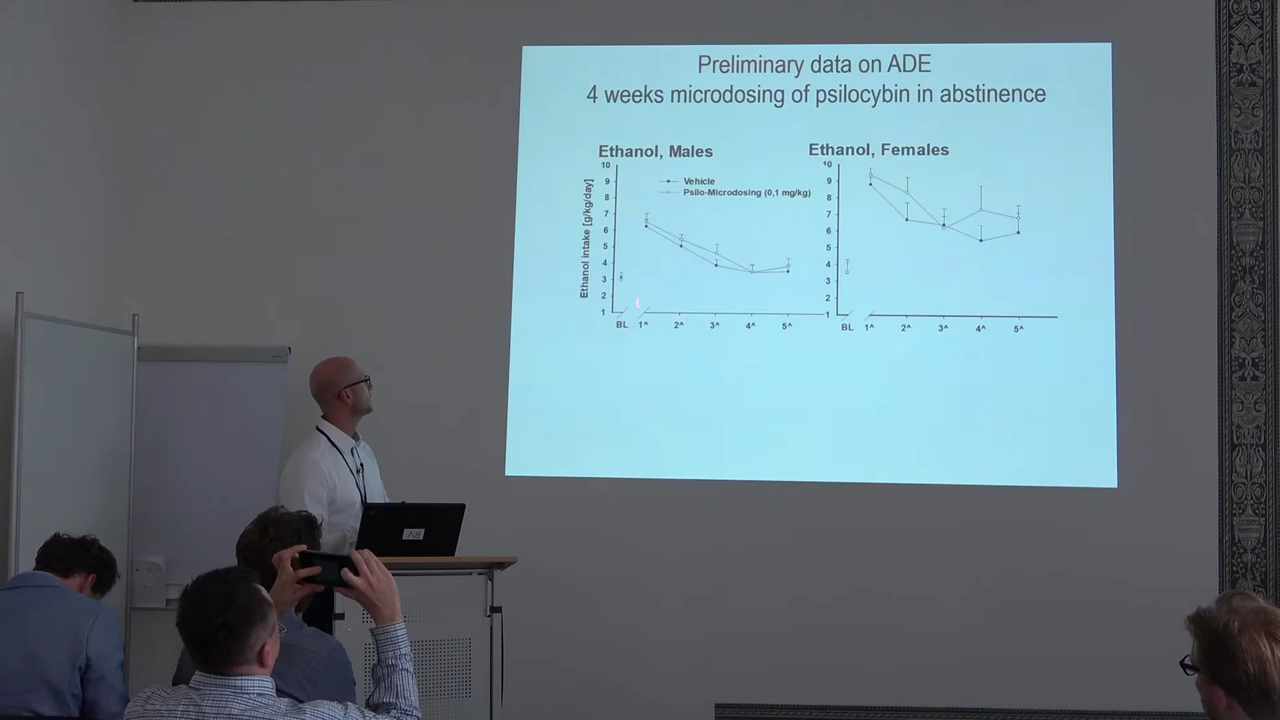 Preliminary data on ADE
4 weeks microdosing of psilocybin in abstinence
Ethanol, Males
Ethanol intake [g/kg/day]
10
9
8
7
6
5
4
3
2
1
Vehicle
Psilo-Microdosing (0,1 mg/kg)
BL 1^ 2^ 3^ 4^ 5^
Ethanol, Females
10
9
8
7
6
5
4
3
2
1
BL 1^ 2^ 3^ 4^ 5^
RV